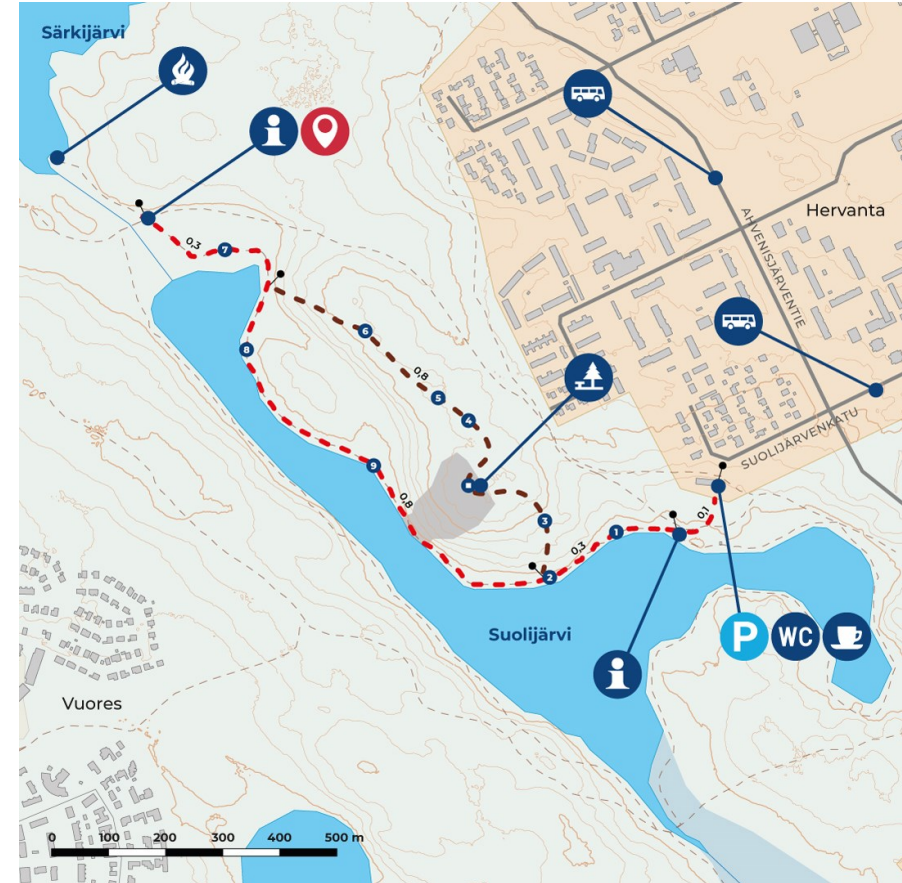 Särkijärvi
Hervanta
AHVENISJÄRVENTIE
0,3
7
6
8
0,8
5
4
SUOLIJÄRVENKATU
9
0,8
0,1
3
0,3
1
2
Suolijärvi
P
WC
Vuores
0 100 200 300 400 500 m